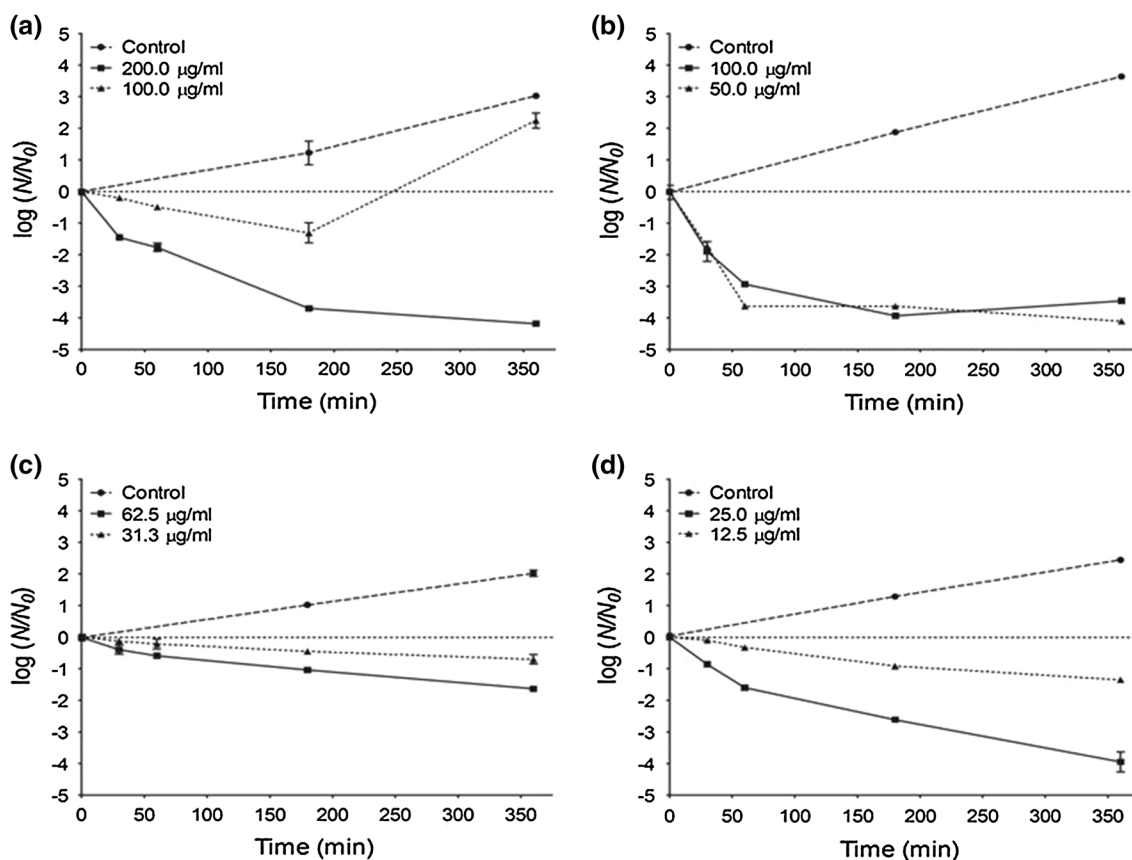 (a)
5
4
3
2
1
0
-1
-2
-3
-4
-5
log (N/N0)
Control
200.0 µg/ml
100.0 µg/ml
0 50 100 150 200 250 300 350
Time (min)
(b)
5
4
3
2
1
0
-1
-2
-3
-4
-5
log (N/N0)
Control
100.0 µg/ml
50.0 µg/ml
0 50 100 150 200 250 300 350
Time (min)
(c)
5
4
3
2
1
0
-1
-2
-3
-4
-5
log (N/N0)
Control
62.5 µg/ml
31.3 µg/ml
0 50 100 150 200 250 300 350
Time (min)
(d)
5
4
3
2
1
0
-1
-2
-3
-4
-5
log (N/N0)
Control
25.0 µg/ml
12.5 µg/ml
0 50 100 150 200 250 300 350
Time (min)